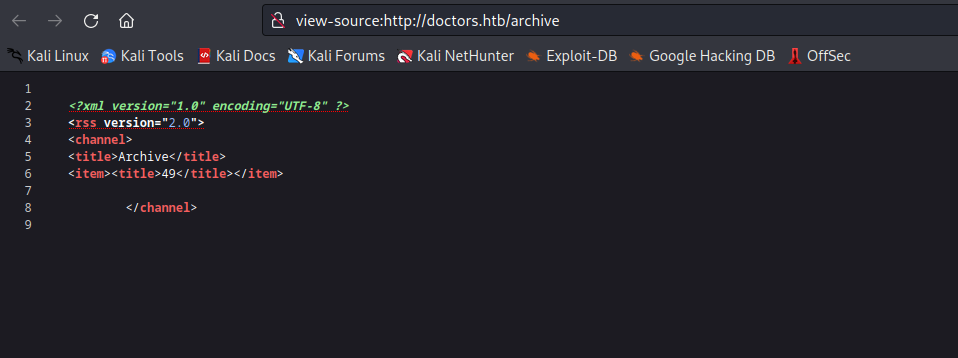 view-source:http://doctors.htb/archive
Kali Linux Kali Tools Kali Docs Kali Forums Kali NetHunter Exploit-DB Google Hacking DB OffSec
1
2 <?xml version="1.0" encoding="UTF-8" ?>
3 <rss version="2.0">
4 <channel>
5 <title>Archive</title>
6 <item><title>49</title></item>
7
8 </channel>
9